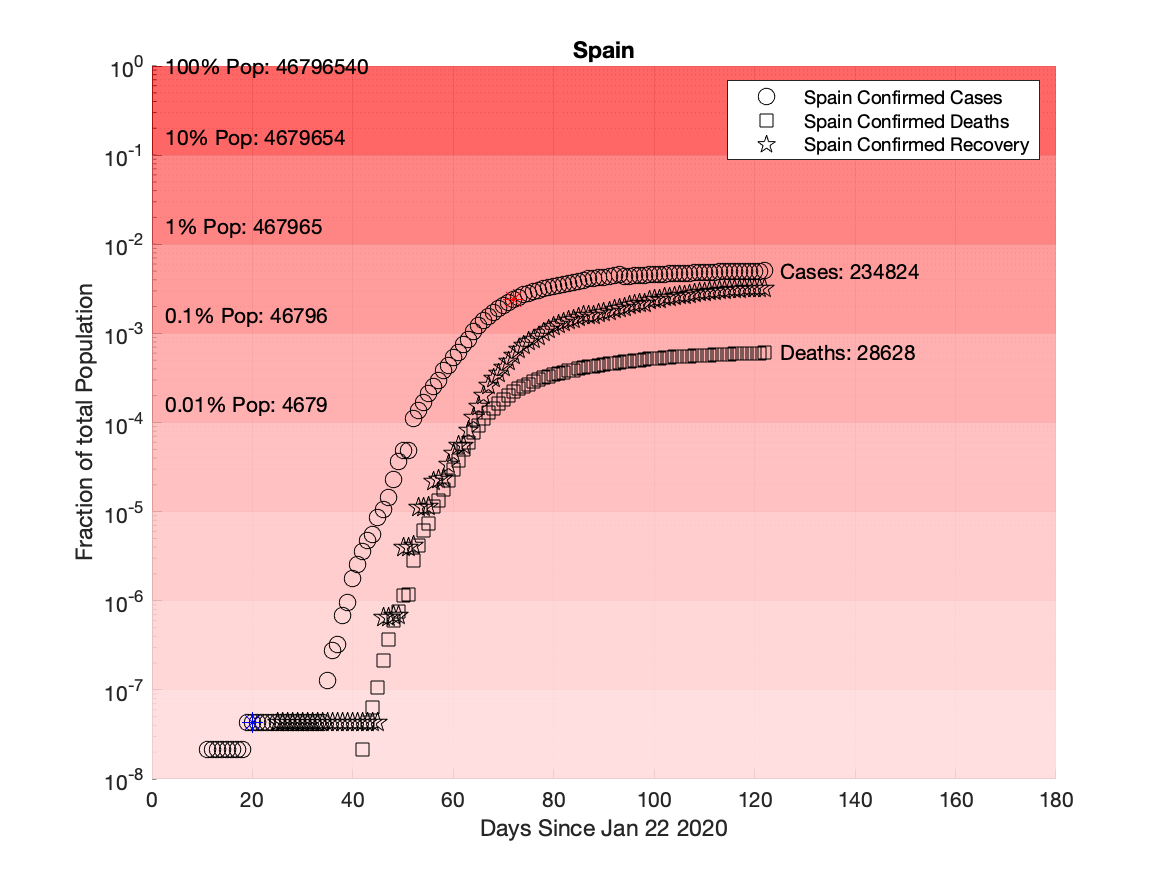 Spain
10^0
100% Pop: 46796540
10% Pop: 4679654
10^-1
1% Pop: 467965
10^-2
0.1% Pop: 46796
10^-3
0.01% Pop: 4679
10^-4
10^-5
10^-6
10^-7
10^-8
Spain Confirmed Cases
Spain Confirmed Deaths
Spain Confirmed Recovery
Cases: 234824
Deaths: 28628
Fraction of total Population
0 20 40 60 80 100 120 140 160 180
Days Since Jan 22 2020